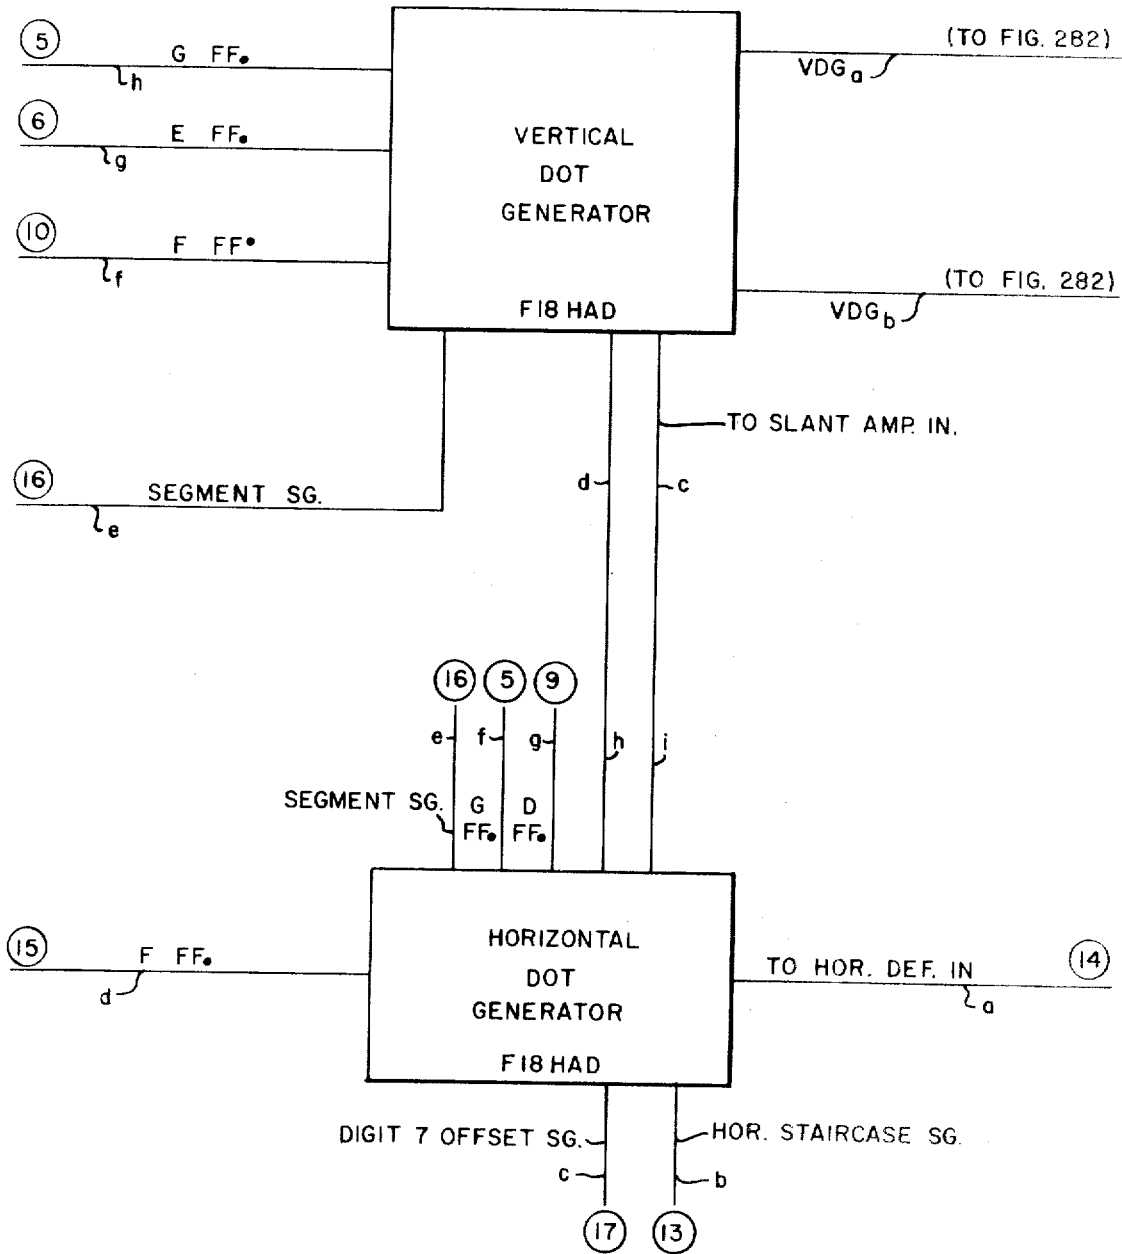 5 G FF. (TO FIG. 282)
h VDGa
6 E FF.
g
VERTICAL
DOT
GENERATOR
10 F FF.
f
(TO FIG. 282)
VDGb
F18 HAD
TO SLANT AMP. IN.
16 SEGMENT SG.
e
d c
16 5 9
e f g h i
SEGMENT SG. G D
FF. FF.
15 F FF.
d
HORIZONTAL
DOT
GENERATOR
F18 HAD
TO HOR. DEF. IN 14
a
DIGIT 7 OFFSET SG. HOR. STAIRCASE SG.
c b
17 13